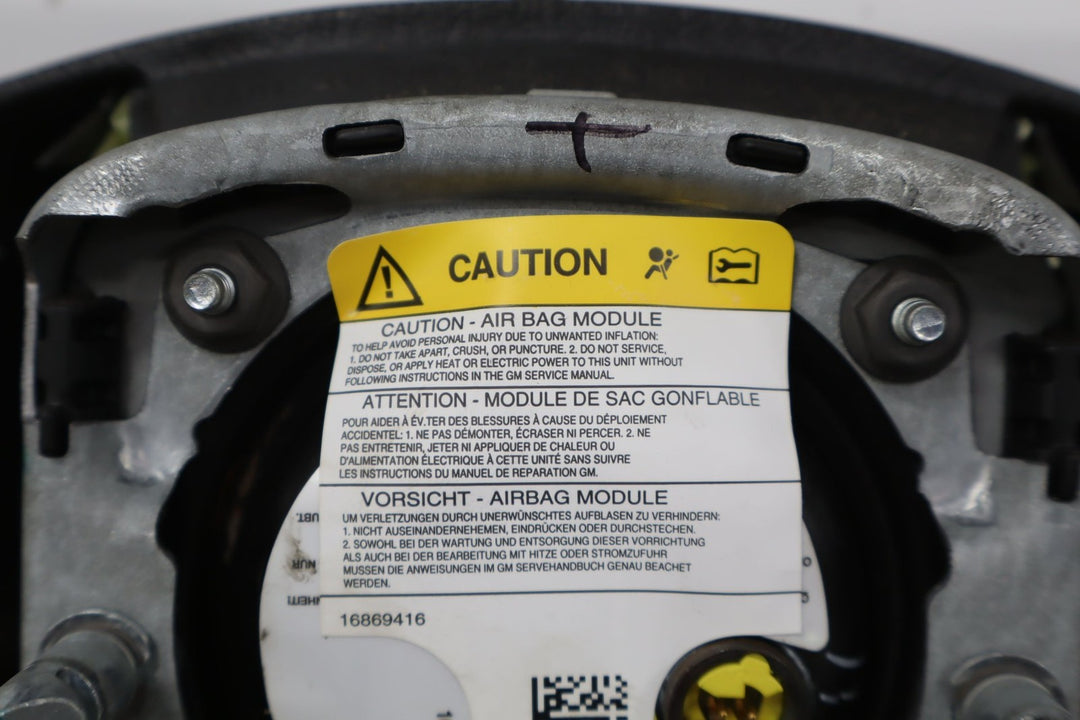 CAUTION
CAUTION - AIR BAG MODULE
TO HELP AVOID PERSONAL INJURY DUE TO UNWANTED INFLATION:
1. DO NOT TAKE APART, CRUSH, OR PUNCTURE. 2. DO NOT SERVICE,
DISPOSE, OR APPLY HEAT OR ELECTRIC POWER TO THIS UNIT WITHOUT
FOLLOWING INSTRUCTIONS IN THE GM SERVICE MANUAL.
ATTENTION - MODULE DE SAC GONFLABLE
POUR AIDER À ÉV.TER DES BLESSURES À CAUSE DU DÉPLOIEMENT
ACCIDENTEL: 1. NE PAS DÉMONTER, ÉCRASER NI PERCER. 2. NE
PAS ENTRETENIR, JETER NI APPLIQUER DE CHALEUR OU
D'ALIMENTATION ÉLECTRIQUE À CETTE UNITÉ SANS SUIVRE
LES INSTRUCTIONS DU MANUEL DE REPARATION GM.
VORSICHT - AIRBAG MODULE
UM VERLETZUNGEN DURCH UNERWÜNSCHTES AUFBLASEN ZU VERHINDERN:
1. NICHT AUSEINANDERNEHEMEN, EINDRÜCKEN ODER DURCHSTECHEN.
2. SOWOHL BEI DER WARTUNG UND ENTSORGUNG DIESER VORRICHTUNG
ALS AUCH BEI DER BEARBEITUNG MIT HITZE ODER STROMZUFUHR
MUSSEN DIE ANWEISUNGEN IM GM SERVEHANDBUCH GENAU BEACHET
WERDEN.
16869416